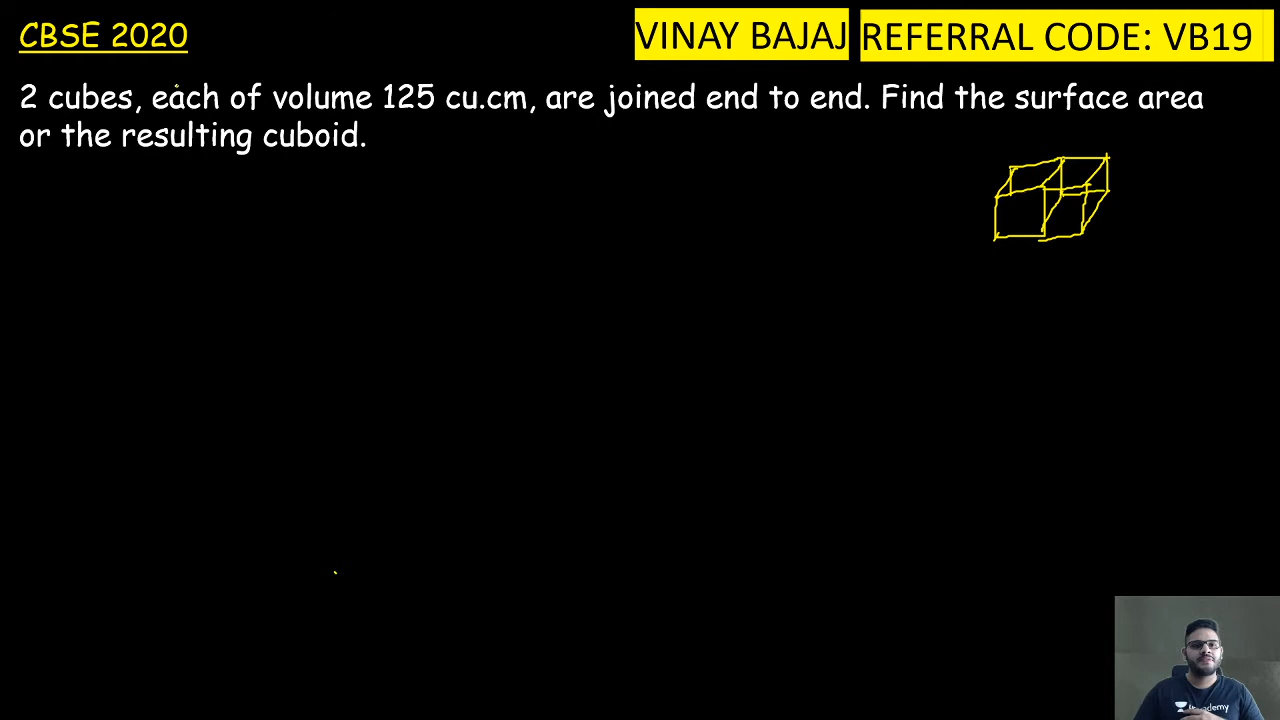 CBSE 2020
VINAY BAJAJ
REFERRAL CODE: VB19
2 cubes, each of volume 125 cu.cm, are joined end to end. Find the surface area
or the resulting cuboid.